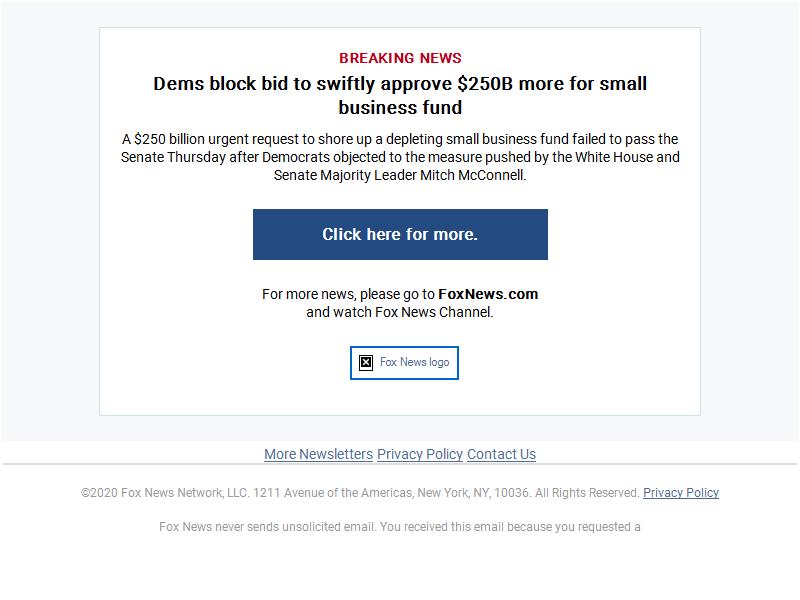 BREAKING NEWS
Dems block bid to swiftly approve $250B more for small
business fund
A $250 billion urgent request to shore up a depleting small business fund failed to pass the
Senate Thursday after Democrats objected to the measure pushed by the White House and
Senate Majority Leader Mitch McConnell.
Click here for more.
For more news, please go to FoxNews.com
and watch Fox News Channel.
Fox News logo
More Newsletters Privacy Policy Contact Us
©2020 Fox News Network, LLC. 1211 Avenue of the Americas, New York, NY, 10036. All Rights Reserved. Privacy Policy
Fox News never sends unsolicited email. You received this email because you requested a